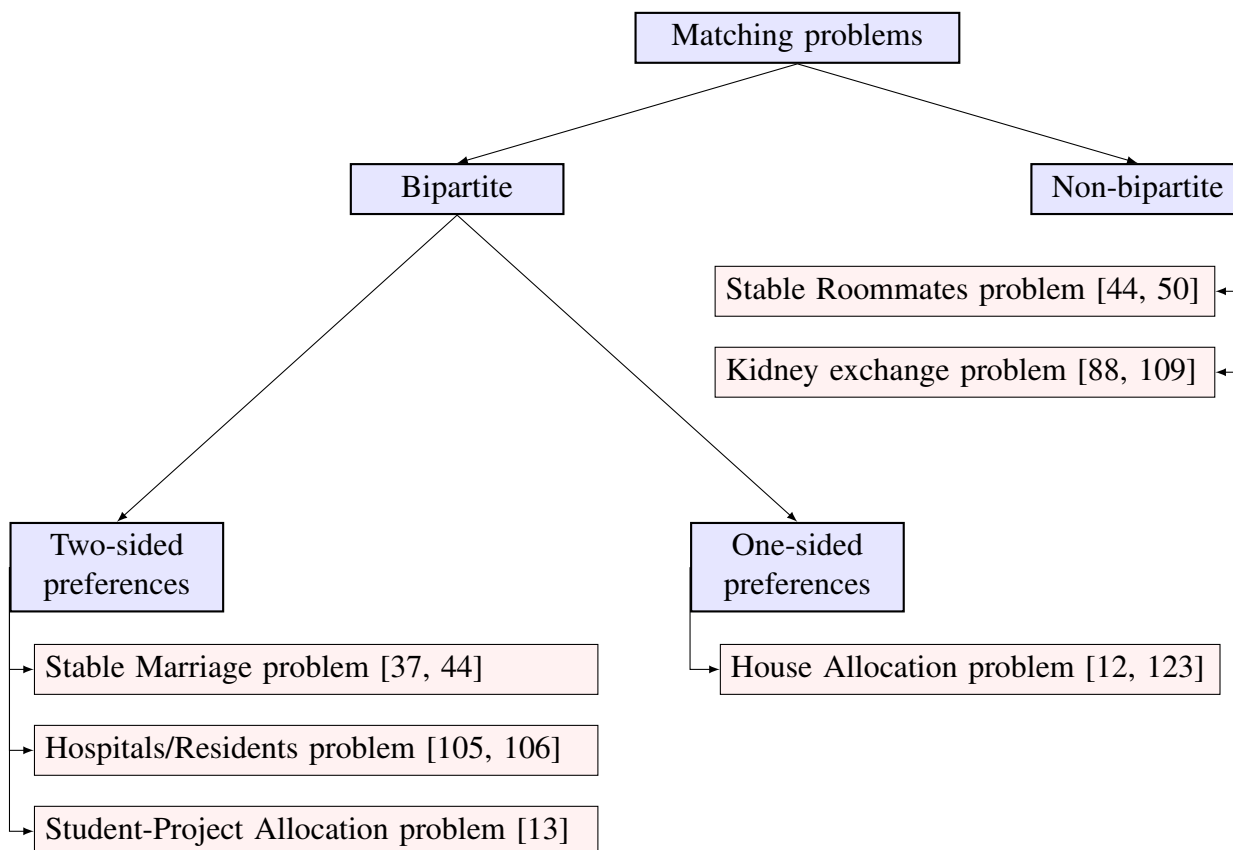 Matching problems
Bipartite
Non-bipartite
Stable Roommates problem [44, 50]
Kidney exchange problem [88, 109]
Two-sided
preferences
One-sided
preferences
Stable Marriage problem [37, 44]
House Allocation problem [12, 123]
Hospitals/Residents problem [105, 106]
Student-Project Allocation problem [13]